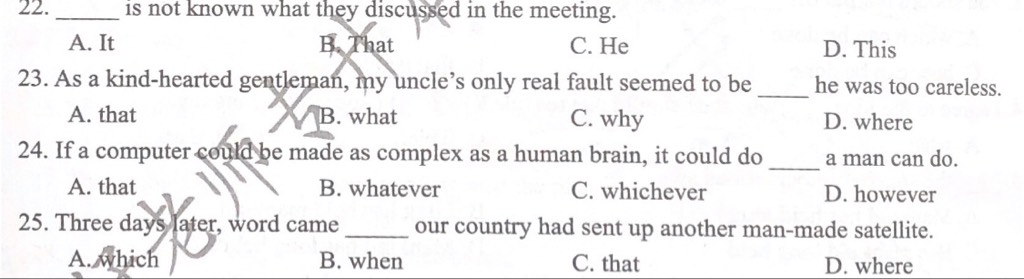 22. ______ is not known what they discussed in the meeting.
A. It B. That C. He D. This
23. As a kind-hearted gentleman, my uncle's only real fault seemed to be _____ he was too careless.
A. that B. what C. why D. where
24. If a computer could be made as complex as a human brain, it could do _____ a man can do.
A. that B. whatever C. whichever D. however
25. Three days later, word came ______ our country had sent up another man-made satellite.
A. which B. when C. that D. where
老师